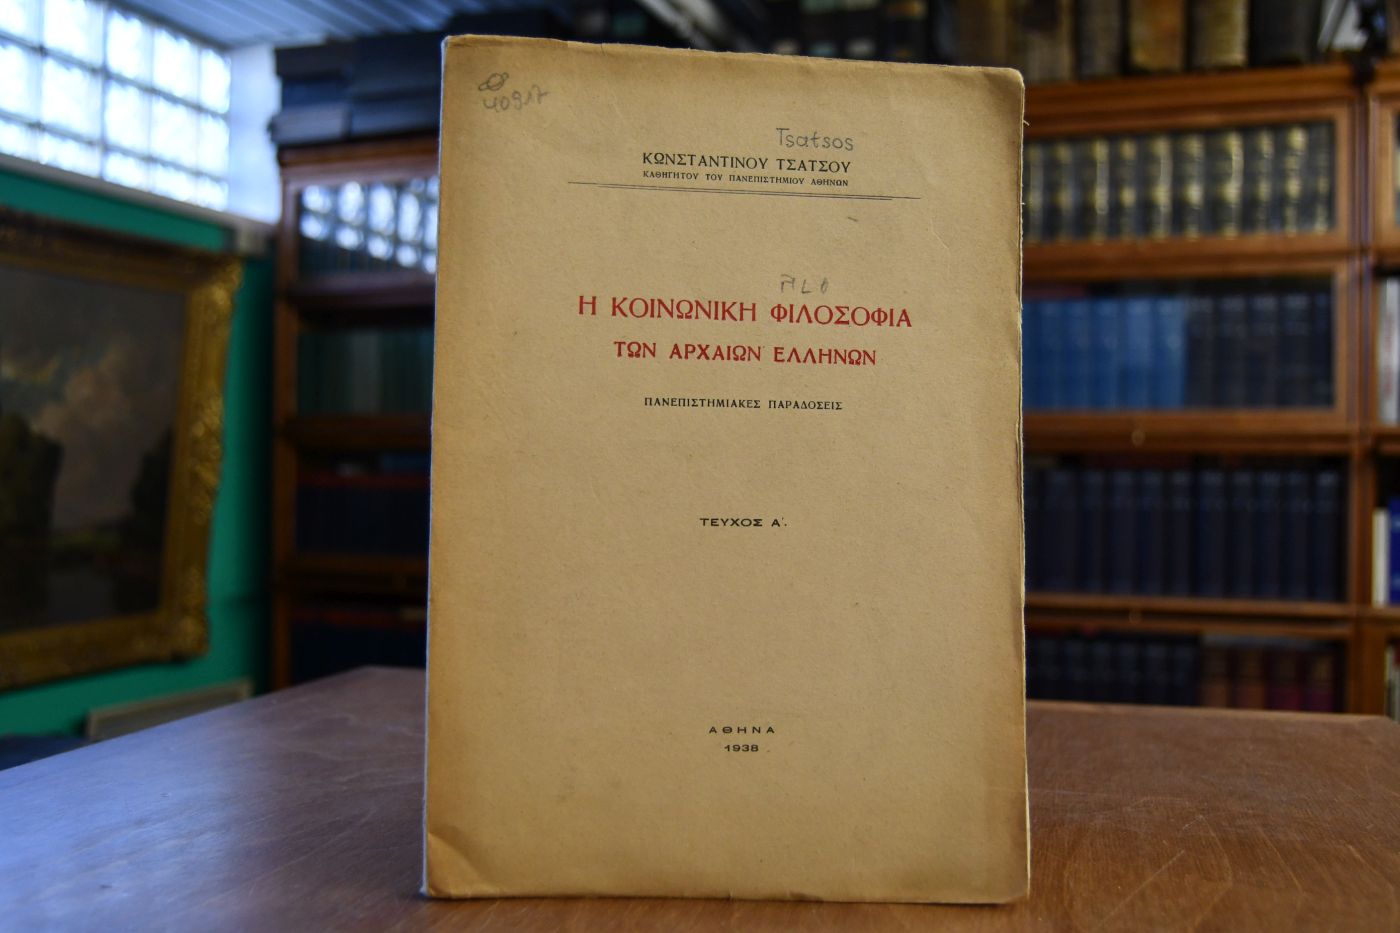 40917
Tsatsos
ΚΩΝΣΤΑΝΤΙΝΟΥ ΤΣΑΤΣΟΥ
ΚΑΘΗΓΗΤΟΥ ΤΟΥ ΠΑΝΕΠΙΣΤΗΜΙΟΥ ΑΘΗΝΩΝ
Η ΚΟΙΝΩΝΙΚΗ ΦΙΛΟΣΟΦΙΑ
ΤΩΝ ΑΡΧΑΙΩΝ ΕΛΛΗΝΩΝ
ΠΑΝΕΠΙΣΤΗΜΙΑΚΕΣ ΠΑΡΑΔΟΣΕΙΣ
ΤΕΥΧΟΣ Α΄.
ΑΘΗΝΑ
1938